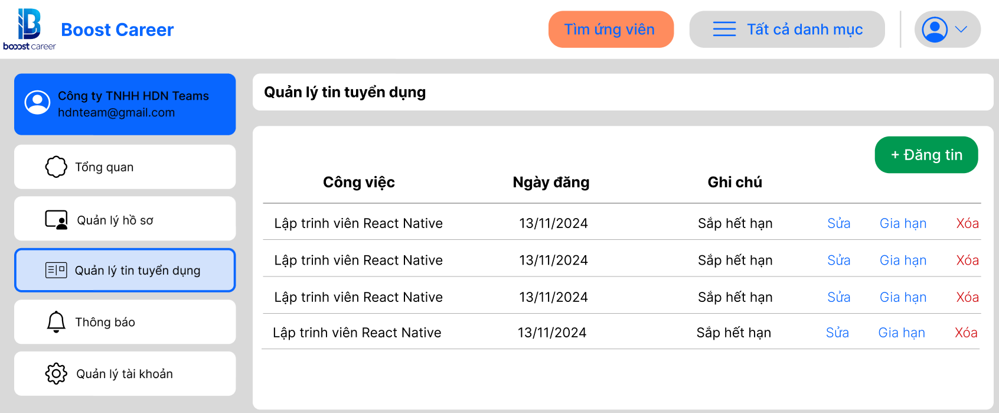 booost career
Boost Career
Tìm ứng viên
Tất cả danh mục
Công ty TNHH HDN Teams
hdnteam@gmail.com
Tổng quan
Quản lý hồ sơ
Quản lý tin tuyển dụng
Thông báo
Quản lý tài khoản
Quản lý tin tuyển dụng
+ Đăng tin
Công việc Ngày đăng Ghi chú
Lập trinh viên React Native 13/11/2024 Sắp hết hạn Sửa Gia hạn Xóa
Lập trinh viên React Native 13/11/2024 Sắp hết hạn Sửa Gia hạn Xóa
Lập trinh viên React Native 13/11/2024 Sắp hết hạn Sửa Gia hạn Xóa
Lập trinh viên React Native 13/11/2024 Sắp hết hạn Sửa Gia hạn Xóa